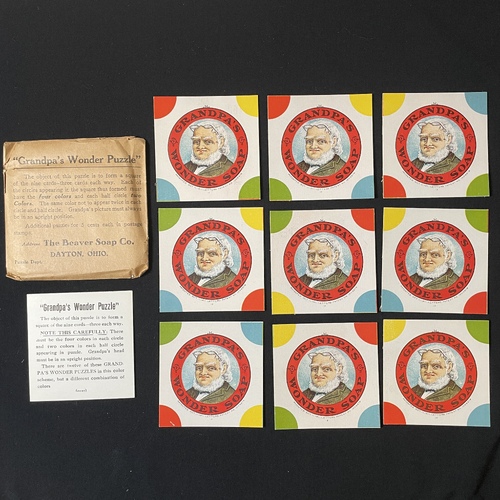 "Grandpa's Wonder Puzzle"
The object of this puzzle is to form a
square of the nine cards—three cards each way. Each of
the circles appearing in the square thus formed must
have the four colors and each half circle two
Colors. The same color not to appear twice in each
circle and half circle. Grandpa's picture must always
be in an upright position.
Additional puzzles for 5 cents each in postage
stamps.
Address The Beaver Soap Co.
DAYTON, OHIO.
Puzzle Dept.
"Grandpa's Wonder Puzzle"
The object of this puzzle is to form a
square of the nine cards—three each way.
NOTE THIS CAREFULLY: There
must be the four colors in each circle
and two colors in each half circle
appearing in puzzle. Grandpa's head
must be in an upright position.
There are twelve of these GRAND-
PA'S WONDER PUZZLES in this color
scheme, but a different combination of
colors
GRANDPA'S
WONDER SOAP
GRANDPA'S
WONDER SOAP
GRANDPA'S
WONDER SOAP
GRANDPA'S
WONDER SOAP
GRANDPA'S
WONDER SOAP
GRANDPA'S
WONDER SOAP
GRANDPA'S
WONDER SOAP
GRANDPA'S
WONDER SOAP
GRANDPA'S
WONDER SOAP